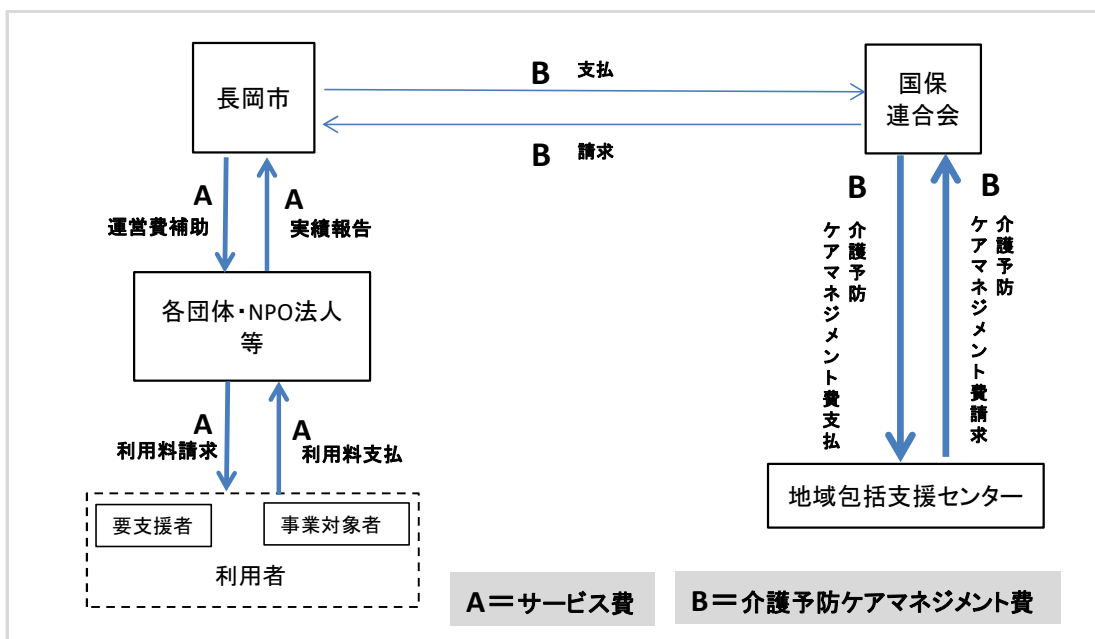 長岡市
B 支払
国保
連合会
B 請求
A
運営費補助
A
実績報告
B
介護予防
ケアマネジメント費支払
B
介護予防
ケアマネジメント費請求
各団体・NPO法人
等
A
利用料請求
A
利用料支払
地域包括支援センター
要支援者
事業対象者
利用者
A＝サービス費
B＝介護予防ケアマネジメント費